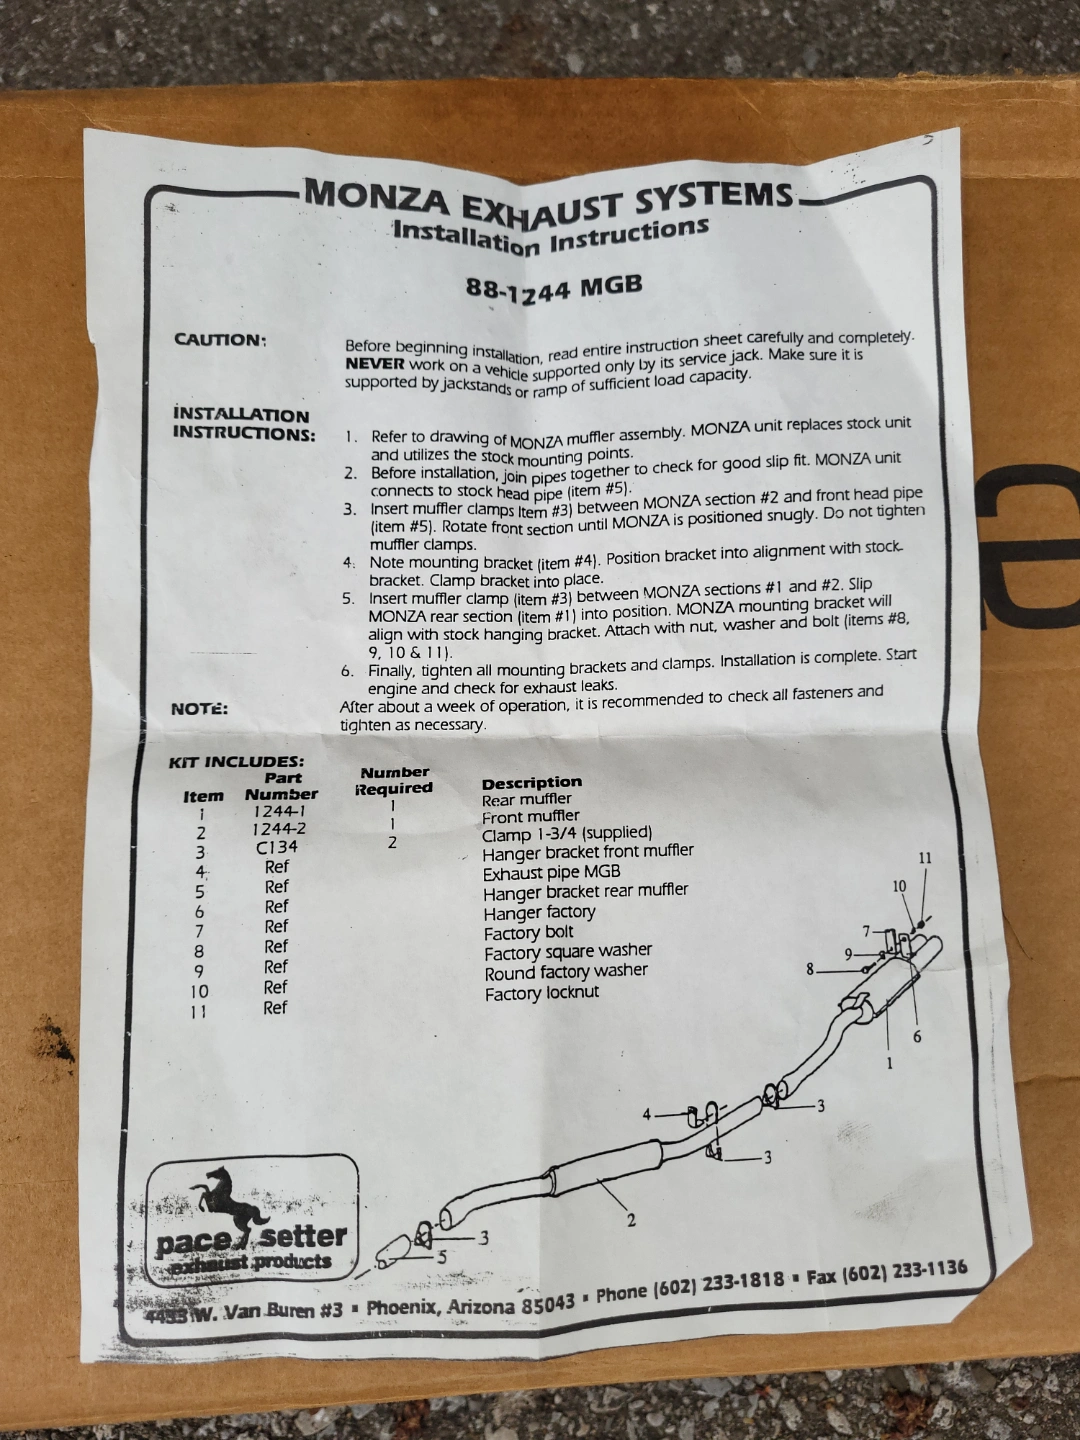 MONZA EXHAUST SYSTEMS
Installation Instructions
88-1244 MGB
CAUTION:
Before beginning installation, read entire instruction sheet carefully and completely.
NEVER work on a vehicle supported only by its service jack. Make sure it is
supported by jackstands or ramp of sufficient load capacity.
INSTALLATION
INSTRUCTIONS:
1. Refer to drawing of MONZA muffler assembly. MONZA unit replaces stock unit
and utilizes the stock mounting points.
2. Before installation, join pipes together to check for good slip fit. MONZA unit
connects to stock head pipe (item #5).
3. Insert muffler clamps Item #3) between MONZA section #2 and front head pipe
(item #5). Rotate front section until MONZA is positioned snugly. Do not tighten
muffler clamps.
4. Note mounting bracket (item #4). Position bracket into alignment with stock
bracket. Clamp bracket into place.
5. Insert muffler clamp (item #3) between MONZA sections #1 and #2. Slip
MONZA rear section (item #1) into position. MONZA mounting bracket will
align with stock hanging bracket. Attach with nut, washer and bolt (items #8,
9, 10 & 11).
6. Finally, tighten all mounting brackets and clamps. Installation is complete. Start
engine and check for exhaust leaks.
NOTE:
After about a week of operation, it is recommended to check all fasteners and
tighten as necessary.
KIT INCLUDES:
Item Part Number Number Required Description
1 1244-1 1 Rear muffler
2 1244-2 1 Front muffler
3 C134 2 Clamp 1-3/4 (supplied)
4 Ref Hanger bracket front muffler
5 Ref Exhaust pipe MGB
6 Ref Hanger bracket rear muffler
7 Ref Hanger factory
8 Ref Factory bolt
9 Ref Factory square washer
10 Ref Round factory washer
11 Ref Factory locknut
11
10
7
9
8
6
1
3
4
3
2
3
5
pace setter
exhaust products
4453 W. Van Buren #3 ▪ Phoenix, Arizona 85043 ▪ Phone (602) 233-1818 ▪ Fax (602) 233-1136